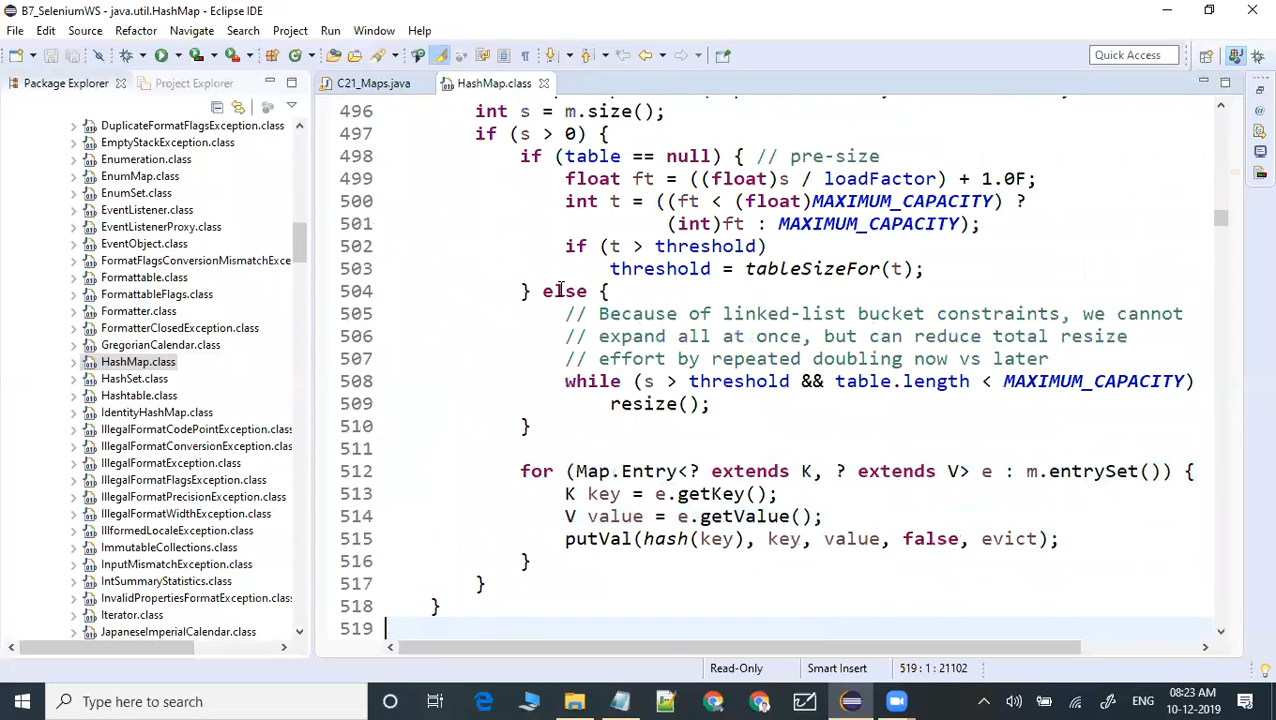 B7_SeleniumWS - java.util.HashMap - Eclipse IDE
File Edit Source Refactor Navigate Search Project Run Window Help
Quick Access
Package Explorer
Project Explorer
C21_Maps.java
HashMap.class
DuplicateFormatFlagsException.class
EmptyStackException.class
Enumeration.class
EnumMap.class
EnumSet.class
EventListener.class
EventListenerProxy.class
EventObject.class
FormatFlagsConversionMismatchExce
Formattable.class
FormattableFlags.class
Formatter.class
FormatterClosedException.class
GregorianCalendar.class
HashMap.class
HashSet.class
Hashtable.class
IdentityHashMap.class
IllegalFormatCodePointException.class
IllegalFormatConversionException.class
IllegalFormatException.class
IllegalFormatFlagsException.class
IllegalFormatPrecisionException.class
IllegalFormatWidthException.class
IllformedLocaleException.class
ImmutableCollections.class
InputMismatchException.class
IntSummaryStatistics.class
InvalidPropertiesFormatException.class
Iterator.class
JapaneseImperialCalendar.class
496 int s = m.size();
497 if (s > 0) {
498 if (table == null) { // pre-size
499 float ft = ((float)s / loadFactor) + 1.0F;
500 int t = ((ft < (float)MAXIMUM_CAPACITY) ?
501 (int)ft : MAXIMUM_CAPACITY);
502 if (t > threshold)
503 threshold = tableSizeFor(t);
504 } else {
505 // Because of linked-list bucket constraints, we cannot
506 // expand all at once, but can reduce total resize
507 // effort by repeated doubling now vs later
508 while (s > threshold && table.length < MAXIMUM_CAPACITY)
509 resize();
510 }
511
512 for (Map.Entry<? extends K, ? extends V> e : m.entrySet()) {
513 K key = e.getKey();
514 V value = e.getValue();
515 putVal(hash(key), key, value, false, evict);
516 }
517 }
518 }
519
Read-Only Smart Insert 519 : 1 : 21102
Type here to search
ENG
08:23 AM
10-12-2019